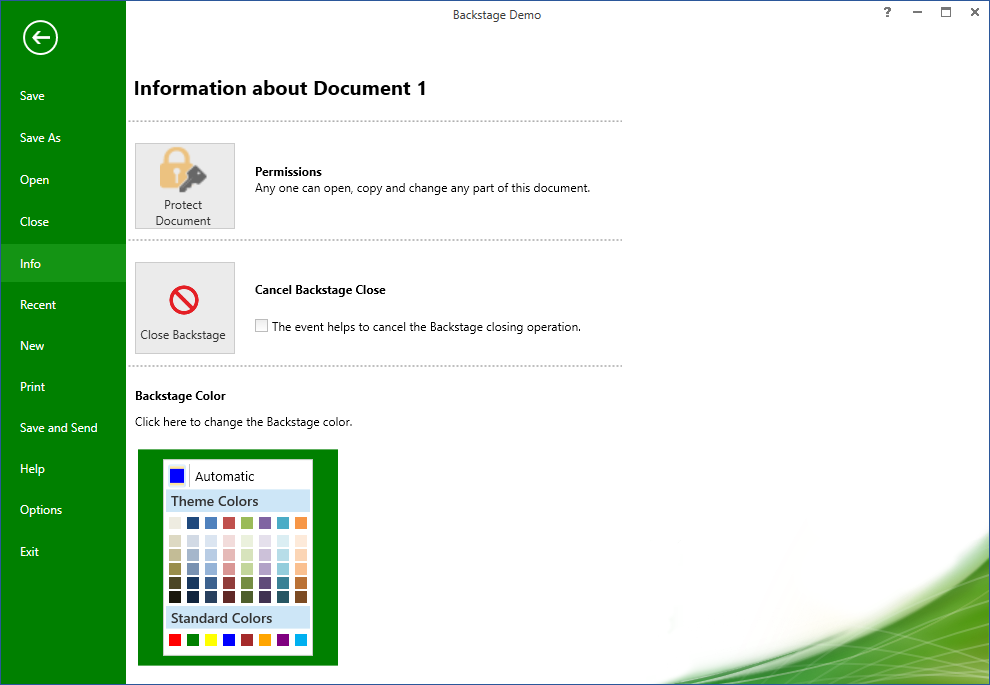 Backstage Demo
?
Save
Save As
Open
Close
Info
Recent
New
Print
Save and Send
Help
Options
Exit
Information about Document 1
Protect
Document
Permissions
Any one can open, copy and change any part of this document.
Close Backstage
Cancel Backstage Close
The event helps to cancel the Backstage closing operation.
Backstage Color
Click here to change the Backstage color.
Automatic
Theme Colors
Standard Colors